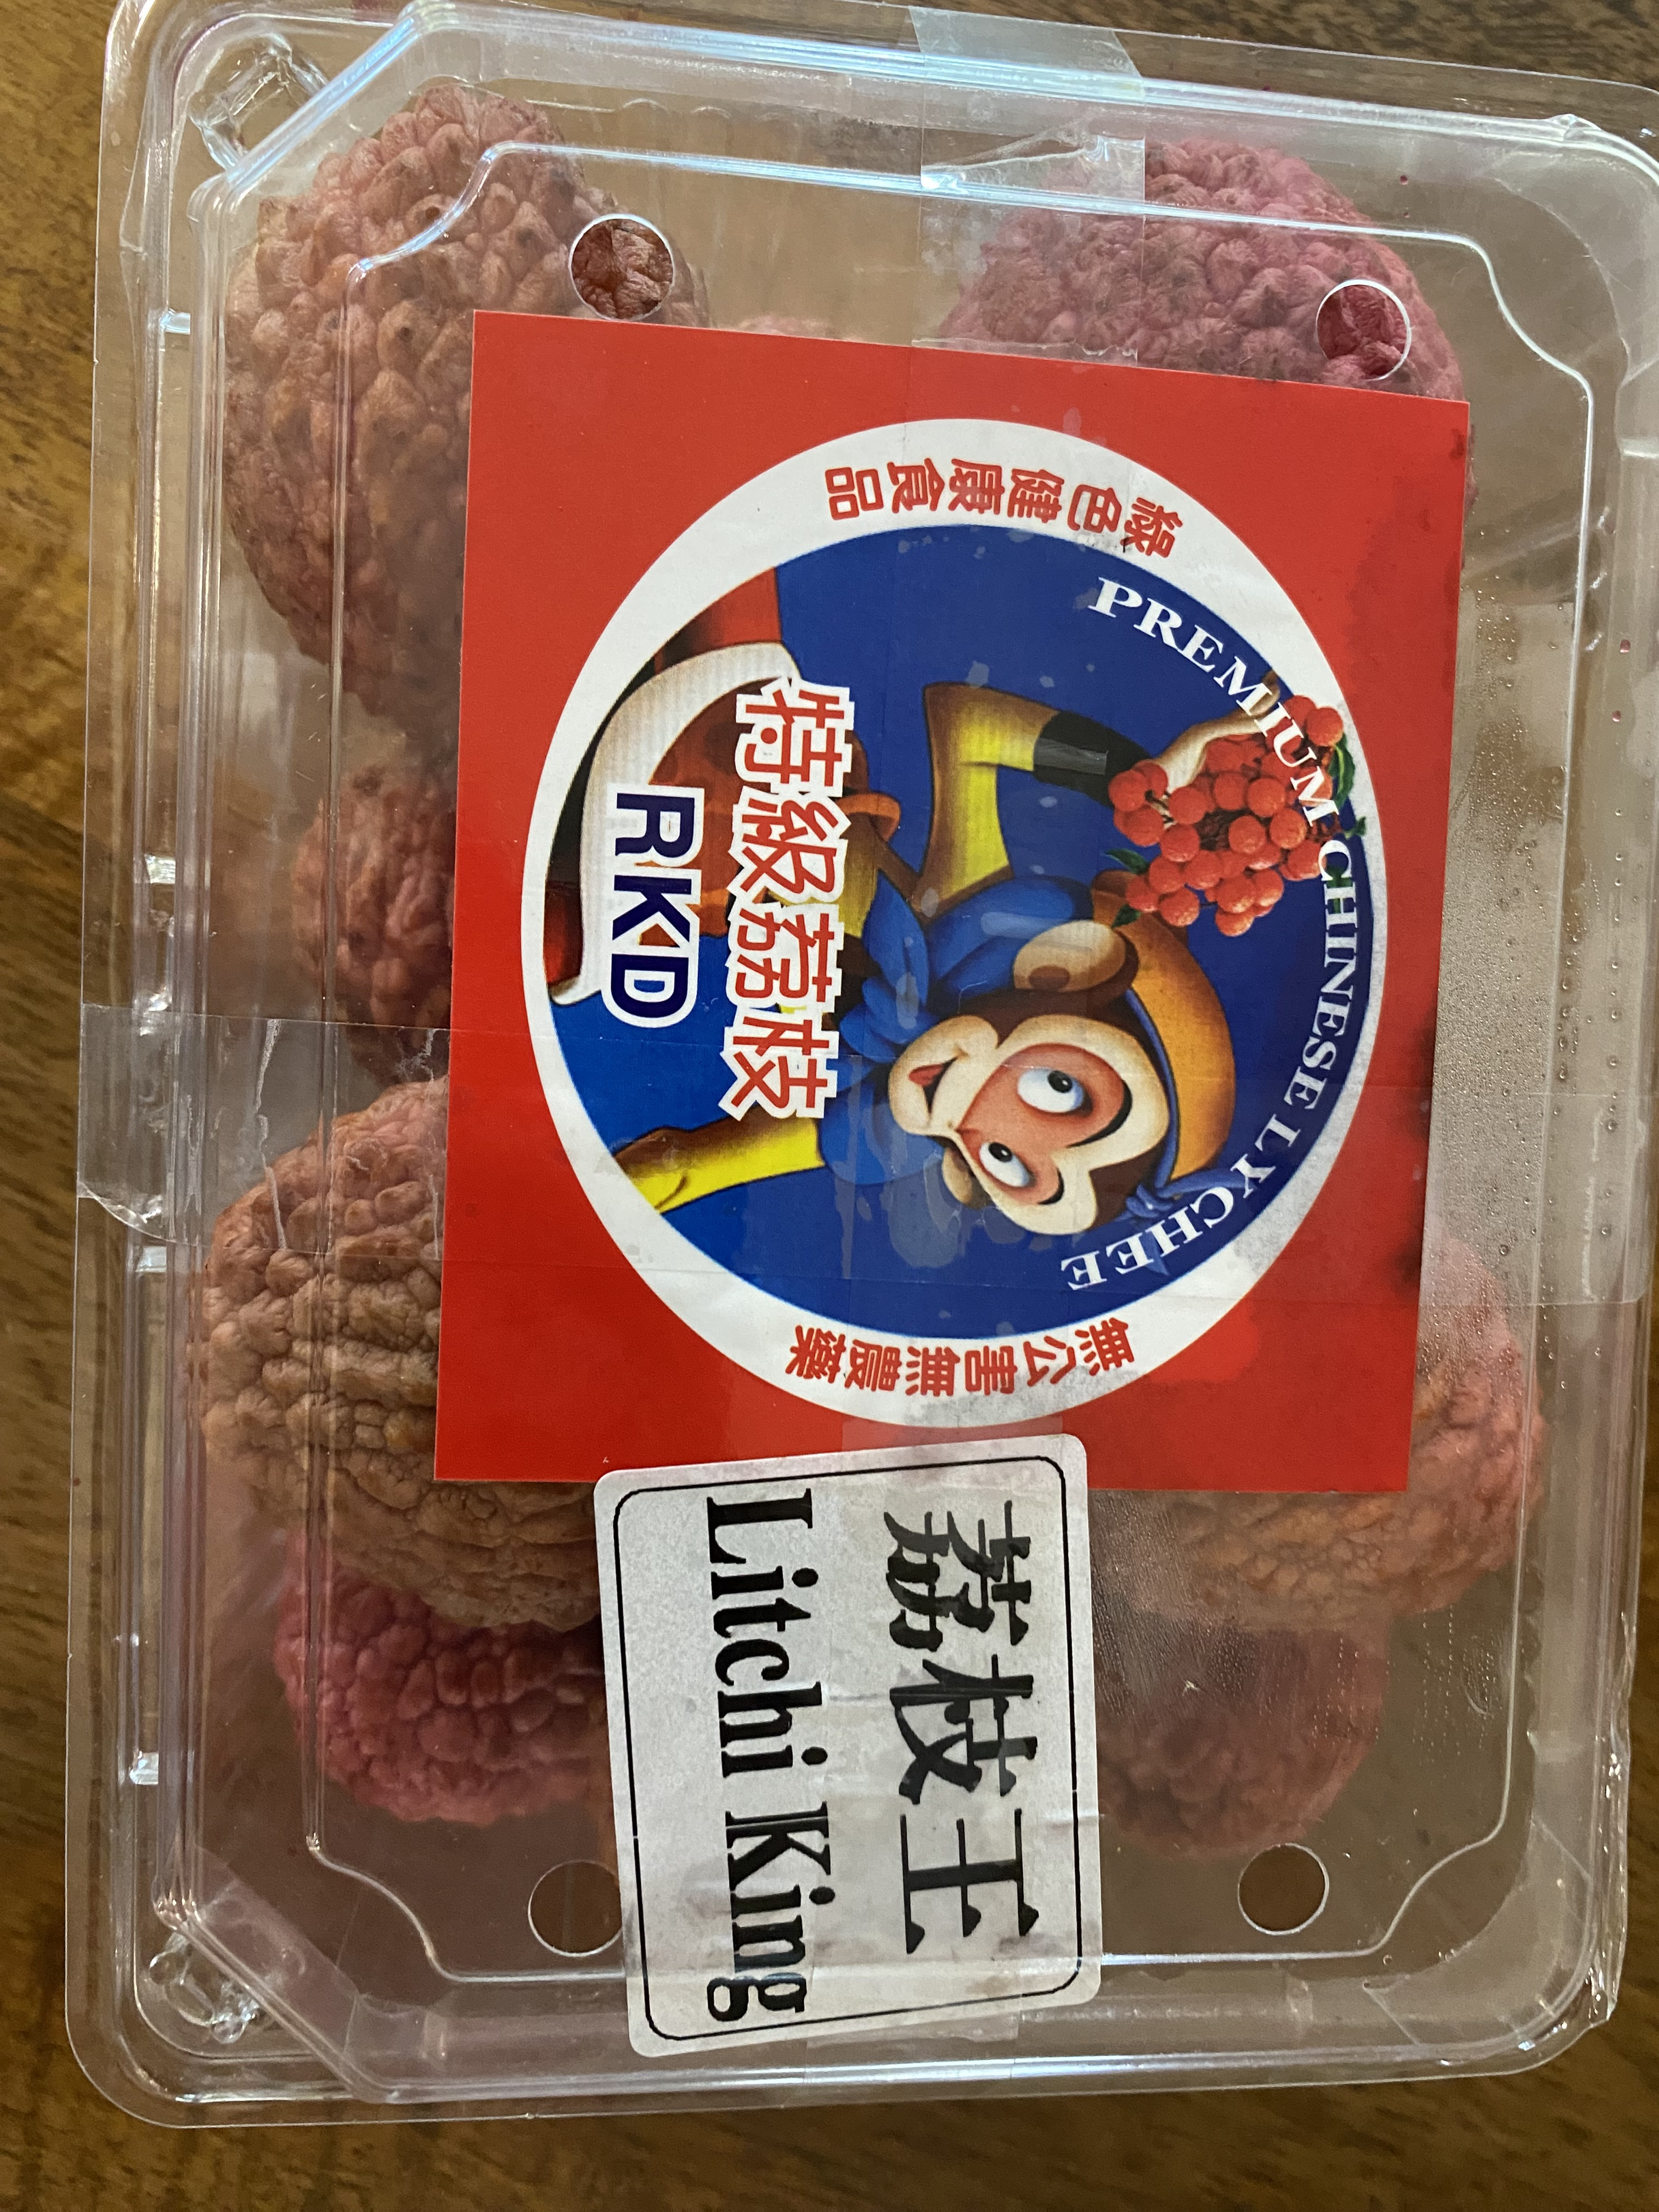 綠色健康食品
PREMIUM CHINESE LYCHEE
特級荔枝
RKD
無公害無農藥
荔枝王
Litchi King